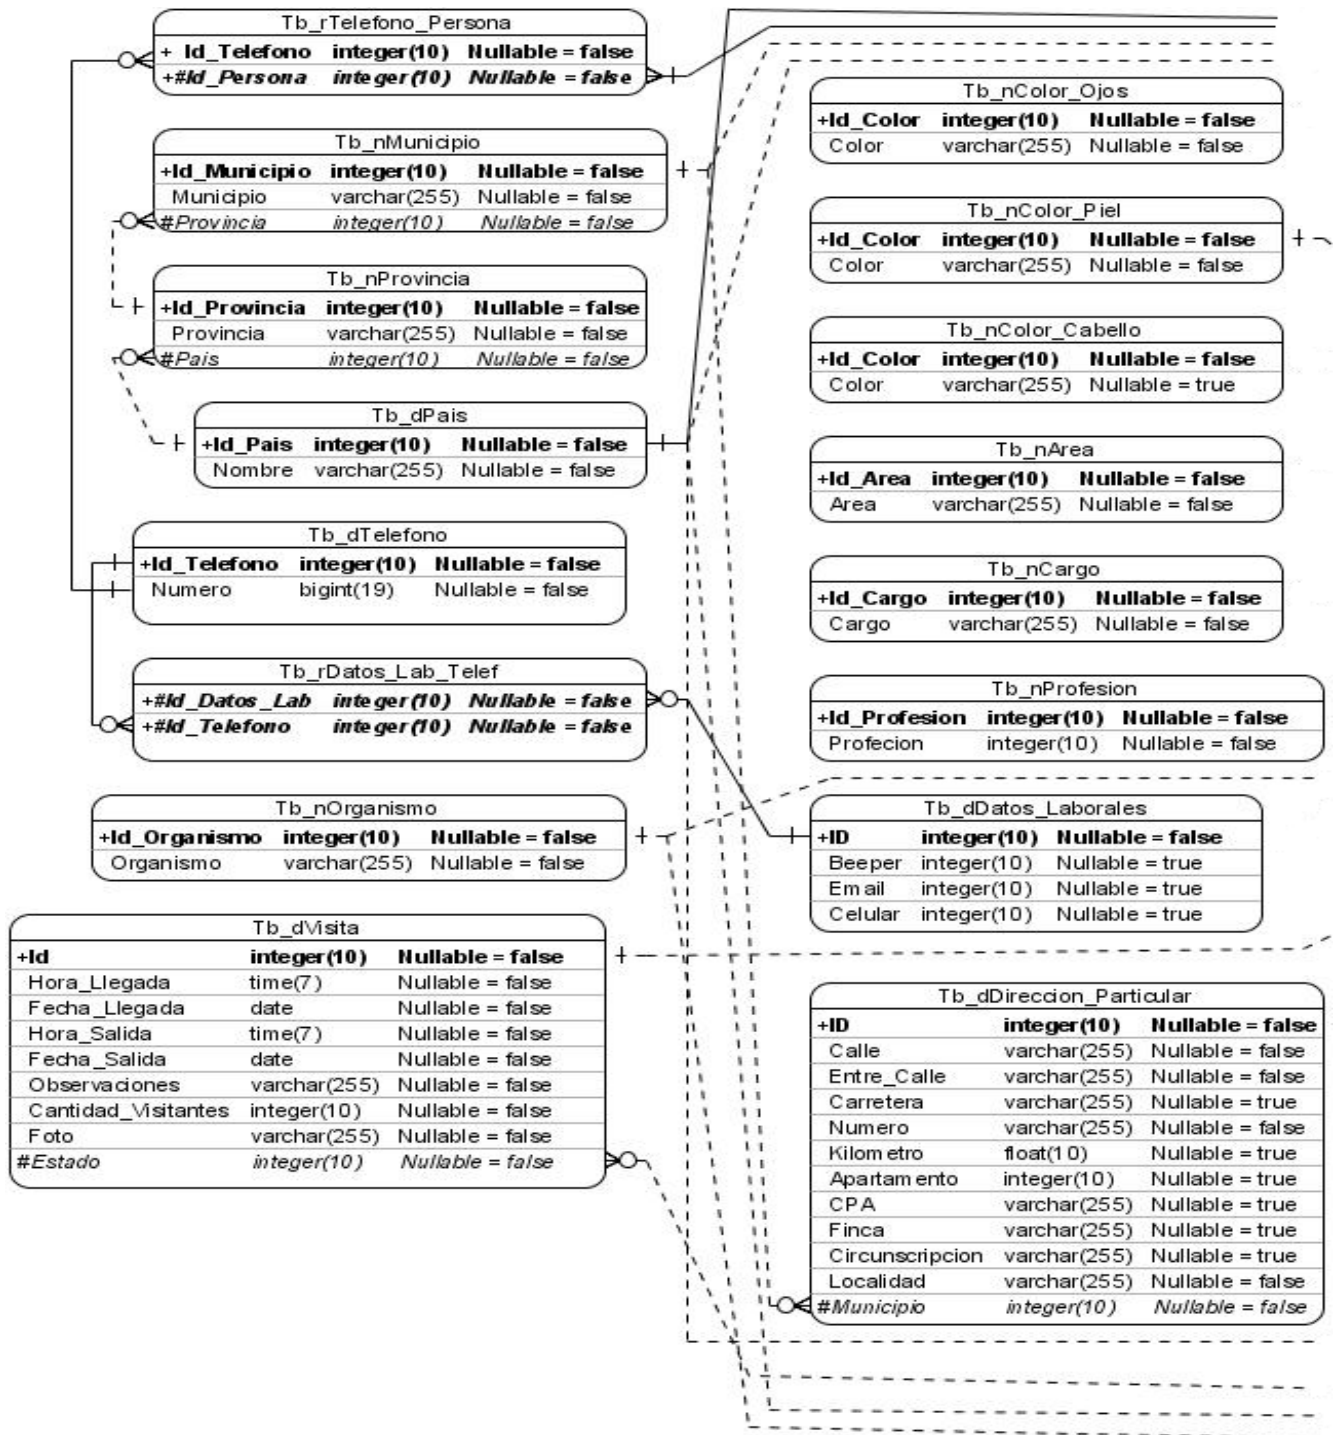 Tb_rTelefono_Persona
+ Id_Telefono integer(10) Nullable = false
+#Id_Persona integer(10) Nullable = false
Tb_nMunicipio
+Id_Municipio integer(10) Nullable = false
Municipio varchar(255) Nullable = false
#Provincia integer(10) Nullable = false
Tb_nProvincia
+Id_Provincia integer(10) Nullable = false
Provincia varchar(255) Nullable = false
#Pais integer(10) Nullable = false
Tb_dPais
+Id_Pais integer(10) Nullable = false
Nombre varchar(255) Nullable = false
Tb_dTelefono
+Id_Telefono integer(10) Nullable = false
Numero bigint(19) Nullable = false
Tb_rDatos_Lab_Telef
+#Id_Datos_Lab integer(10) Nullable = false
+#Id_Telefono integer(10) Nullable = false
Tb_nOrganismo
+Id_Organismo integer(10) Nullable = false
Organismo varchar(255) Nullable = false
Tb_dVisita
+Id integer(10) Nullable = false
Hora_Llegada time(7) Nullable = false
Fecha_Llegada date Nullable = false
Hora_Salida time(7) Nullable = false
Fecha_Salida date Nullable = false
Observaciones varchar(255) Nullable = false
Cantidad_Visitantes integer(10) Nullable = false
Foto varchar(255) Nullable = false
#Estado integer(10) Nullable = false
Tb_nColor_Ojos
+Id_Color integer(10) Nullable = false
Color varchar(255) Nullable = false
Tb_nColor_Piel
+Id_Color integer(10) Nullable = false
Color varchar(255) Nullable = false
Tb_nColor_Cabello
+Id_Color integer(10) Nullable = false
Color varchar(255) Nullable = true
Tb_nArea
+Id_Area integer(10) Nullable = false
Area varchar(255) Nullable = false
Tb_nCargo
+Id_Cargo integer(10) Nullable = false
Cargo varchar(255) Nullable = false
Tb_nProfesion
+Id_Profesion integer(10) Nullable = false
Profecion integer(10) Nullable = false
Tb_dDatos_Laborales
+ID integer(10) Nullable = false
Beeper integer(10) Nullable = true
Email integer(10) Nullable = true
Celular integer(10) Nullable = true
Tb_dDireccion_Particular
+ID integer(10) Nullable = false
Calle varchar(255) Nullable = false
Entre_Calle varchar(255) Nullable = false
Carretera varchar(255) Nullable = true
Numero varchar(255) Nullable = false
Kilometro float(10) Nullable = true
Apartamento integer(10) Nullable = true
CPA varchar(255) Nullable = true
Finca varchar(255) Nullable = true
Circunscripcion varchar(255) Nullable = true
Localidad varchar(255) Nullable = false
#Municipio integer(10) Nullable = false